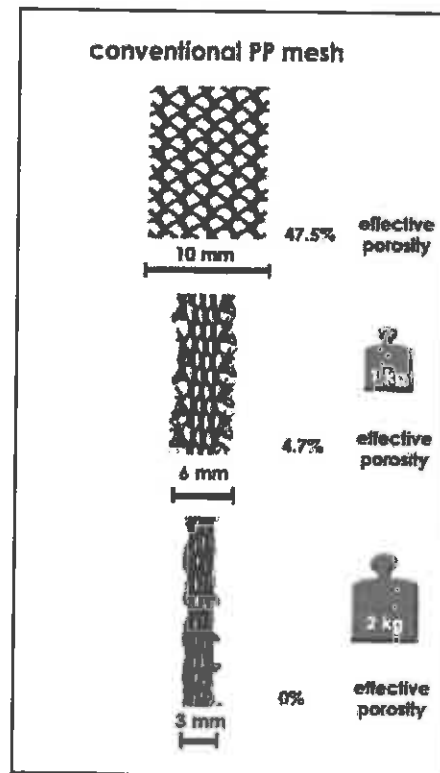 conventional PP mesh
47.5% effective
porosity
10 mm
1 kg
4.7% effective
porosity
6 mm
2 kg
0% effective
porosity
3 mm